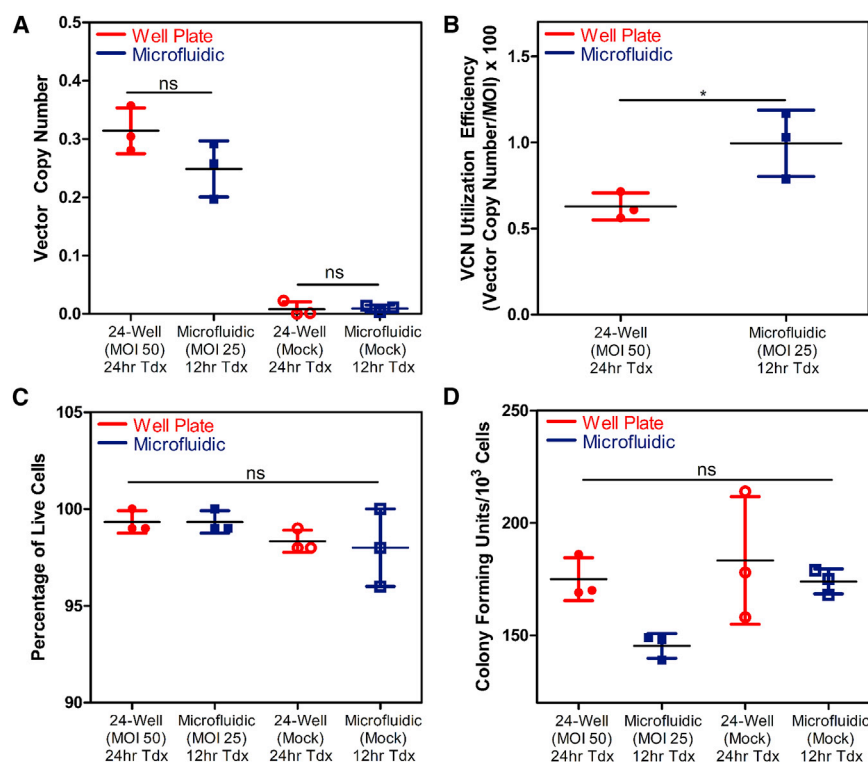 A
Vector Copy Number
0.5
0.4
0.3
0.2
0.1
0.0
Well Plate
Microfluidic
ns
ns
24-Well
(MOI 50)
24hr Tdx
Microfluidic
(MOI 25)
12hr Tdx
24-Well
(Mock)
24hr Tdx
Microfluidic
(Mock)
12hr Tdx
B
VCN Utilization Efficiency
(Vector Copy Number/MOI) x 100
1.5
1.0
0.5
0.0
Well Plate
Microfluidic
*
24-Well
(MOI 50)
24hr Tdx
Microfluidic
(MOI 25)
12hr Tdx
C
Percentage of Live Cells
105
100
95
90
Well Plate
Microfluidic
ns
24-Well
(MOI 50)
24hr Tdx
Microfluidic
(MOI 25)
12hr Tdx
24-Well
(Mock)
24hr Tdx
Microfluidic
(Mock)
12hr Tdx
D
Colony Forming Units/10³ Cells
250
200
150
Well Plate
Microfluidic
ns
24-Well
(MOI 50)
24hr Tdx
Microfluidic
(MOI 25)
12hr Tdx
24-Well
(Mock)
24hr Tdx
Microfluidic
(Mock)
12hr Tdx